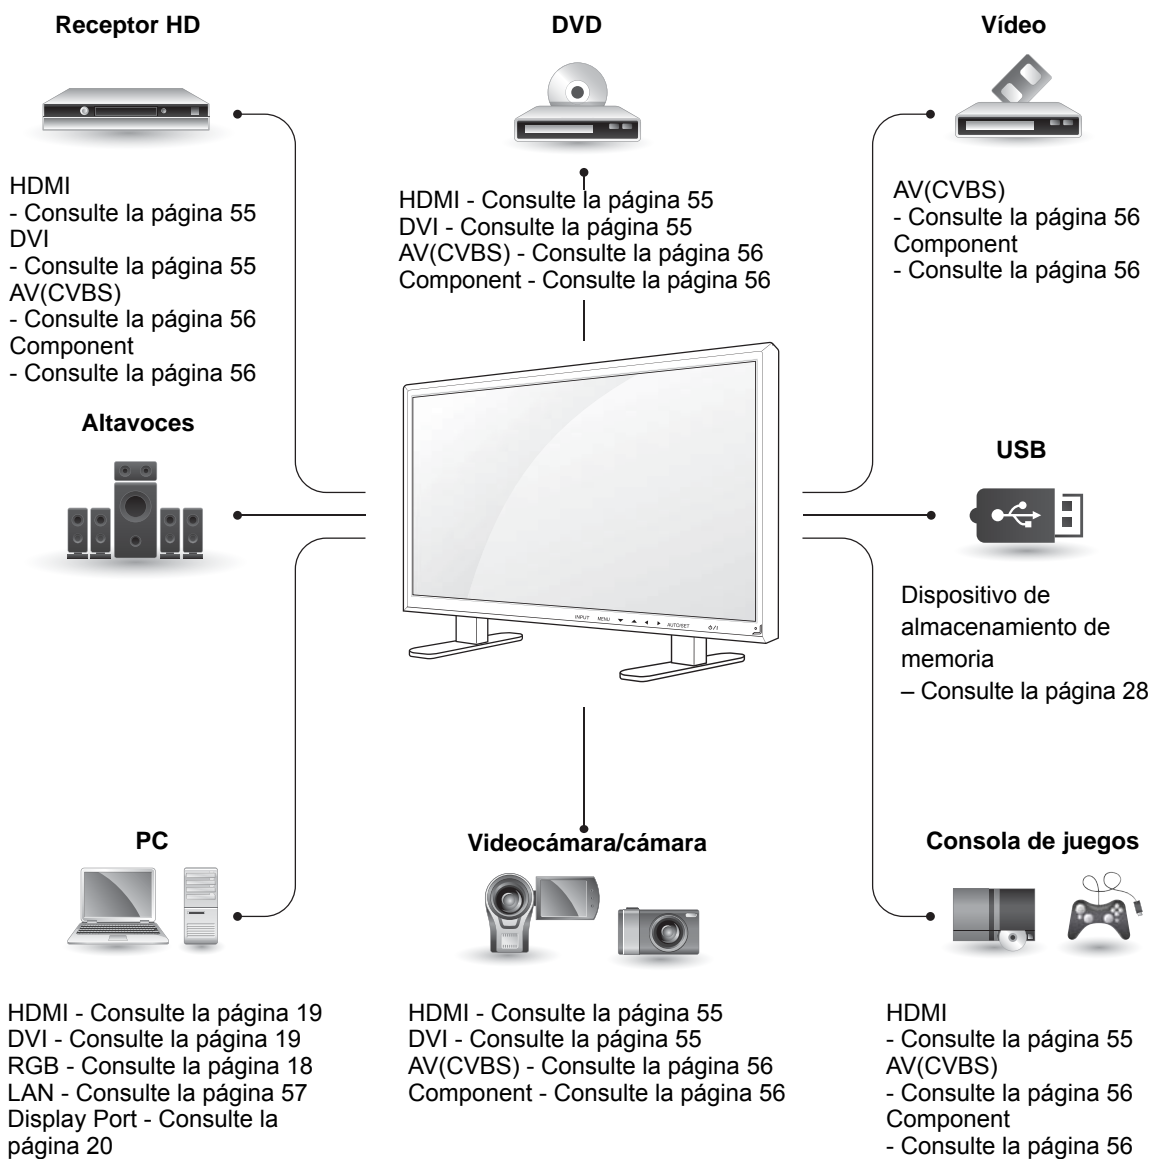 Receptor HD
HDMI
- Consulte la página 55
DVI
- Consulte la página 55
AV(CVBS)
- Consulte la página 56
Component
- Consulte la página 56
DVD
HDMI - Consulte la página 55
DVI - Consulte la página 55
AV(CVBS) - Consulte la página 56
Component - Consulte la página 56
Vídeo
AV(CVBS)
- Consulte la página 56
Component
- Consulte la página 56
Altavoces
INPUT MENU AUTO/SET
USB
Dispositivo de
almacenamiento de
memoria
– Consulte la página 28
PC
HDMI - Consulte la página 19
DVI - Consulte la página 19
RGB - Consulte la página 18
LAN - Consulte la página 57
Display Port - Consulte la
página 20
Videocámara/cámara
HDMI - Consulte la página 55
DVI - Consulte la página 55
AV(CVBS) - Consulte la página 56
Component - Consulte la página 56
Consola de juegos
HDMI
- Consulte la página 55
AV(CVBS)
- Consulte la página 56
Component
- Consulte la página 56